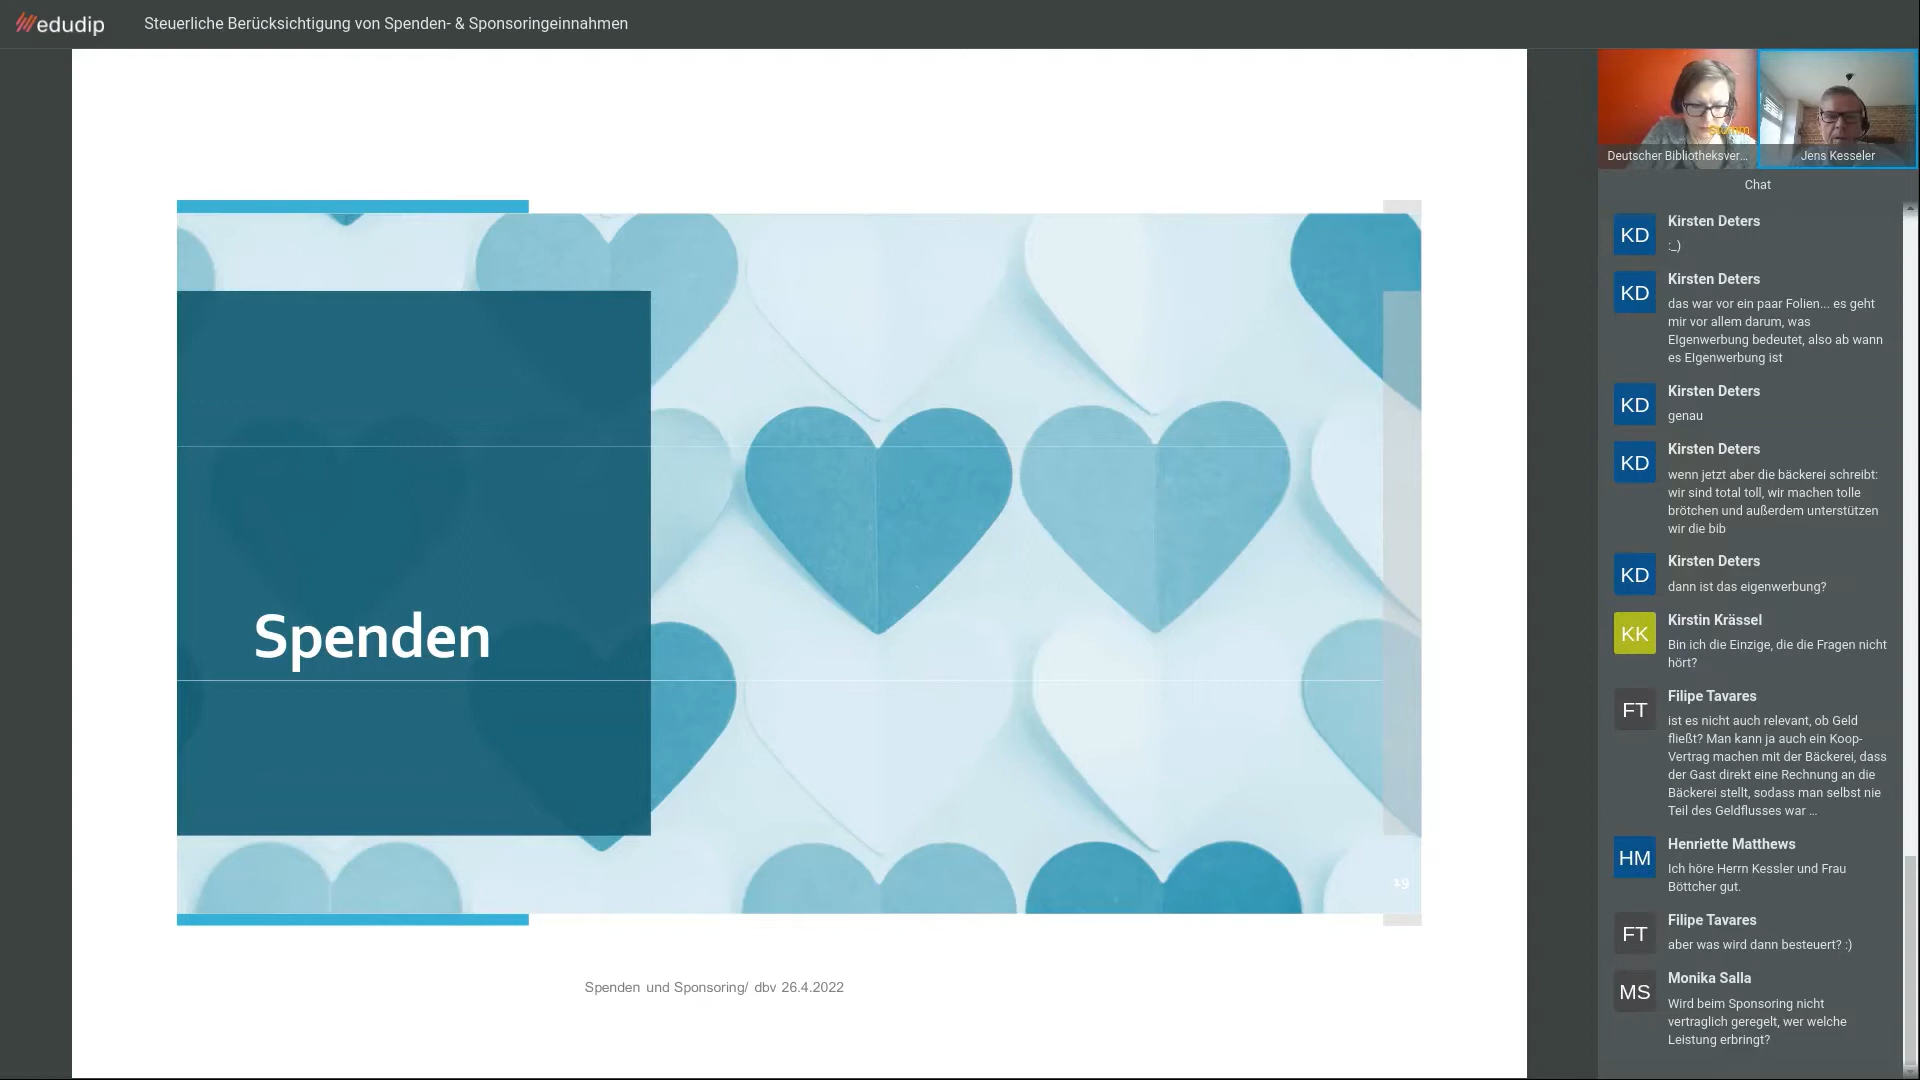 edudip
Steuerliche Berücksichtigung von Spenden- & Sponsoringeinnahmen
Deutscher Bibliotheksver...
Jens Kesseler
Chat
KD
Kirsten Deters
:_)
KD
Kirsten Deters
das war vor ein paar Folien... es geht
mir vor allem darum, was
EIgenwerbung bedeutet, also ab wann
es EIgenwerbung ist
KD
Kirsten Deters
genau
KD
Kirsten Deters
wenn jetzt aber die bäckerei schreibt:
wir sind total toll, wir machen tolle
brötchen und außerdem unterstützen
wir die bib
KD
Kirsten Deters
dann ist das eigenwerbung?
KK
Kirstin Krässel
Bin ich die Einzige, die die Fragen nicht
hört?
FT
Filipe Tavares
ist es nicht auch relevant, ob Geld
fließt? Man kann ja auch ein Koop-
Vertrag machen mit der Bäckerei, dass
der Gast direkt eine Rechnung an die
Bäckerei stellt, sodass man selbst nie
Teil des Geldflusses war ...
HM
Henriette Matthews
Ich höre Herrn Kessler und Frau
Böttcher gut.
FT
Filipe Tavares
aber was wird dann besteuert? :)
MS
Monika Salla
Wird beim Sponsoring nicht
vertraglich geregelt, wer welche
Leistung erbringt?
Spenden
19
Spenden und Sponsoring/ dbv 26.4.2022